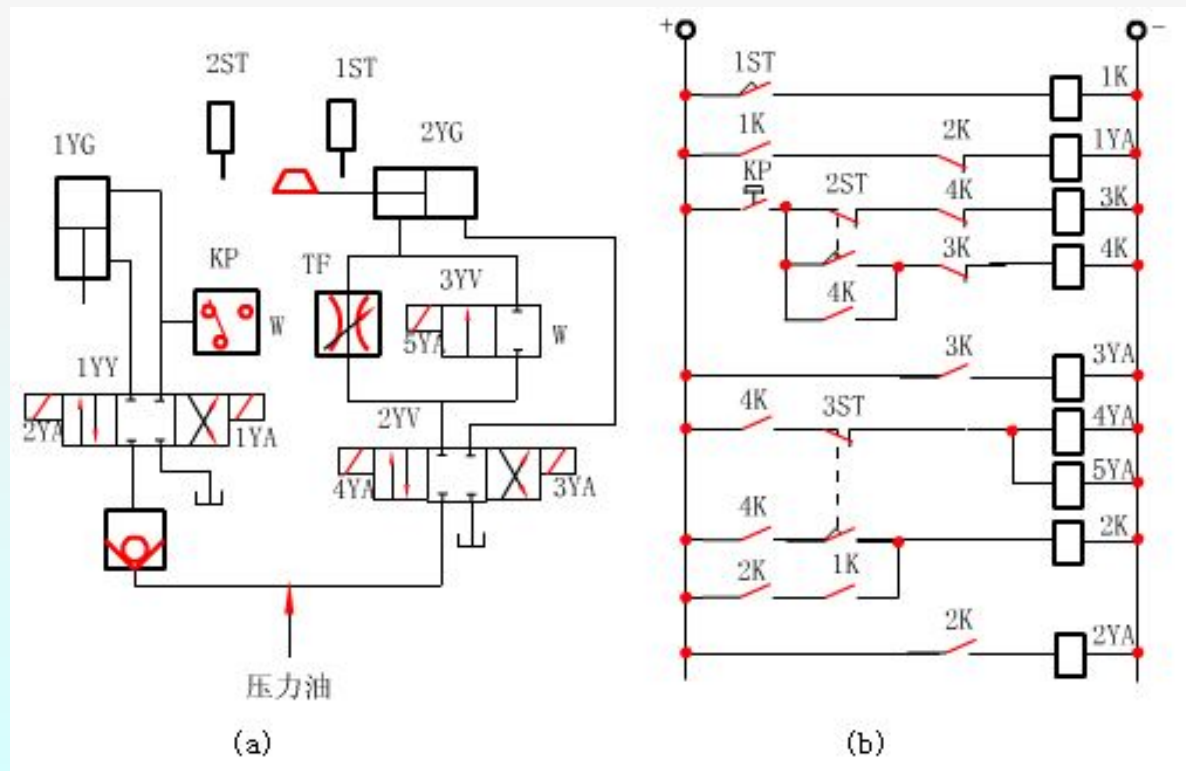 2ST 1ST
1YG 2YG
KP TF 3YV
W 5YA W
1YY 2YV
2YA 1YA
4YA 3YA
压力油
(a)
+ -
1ST 1K
1K 2K 1YA
KP 2ST 4K 3K
3K 4K
4K
3K 3YA
4K 3ST 4YA
5YA
4K 2K
2K 1K
2K 2YA
(b)